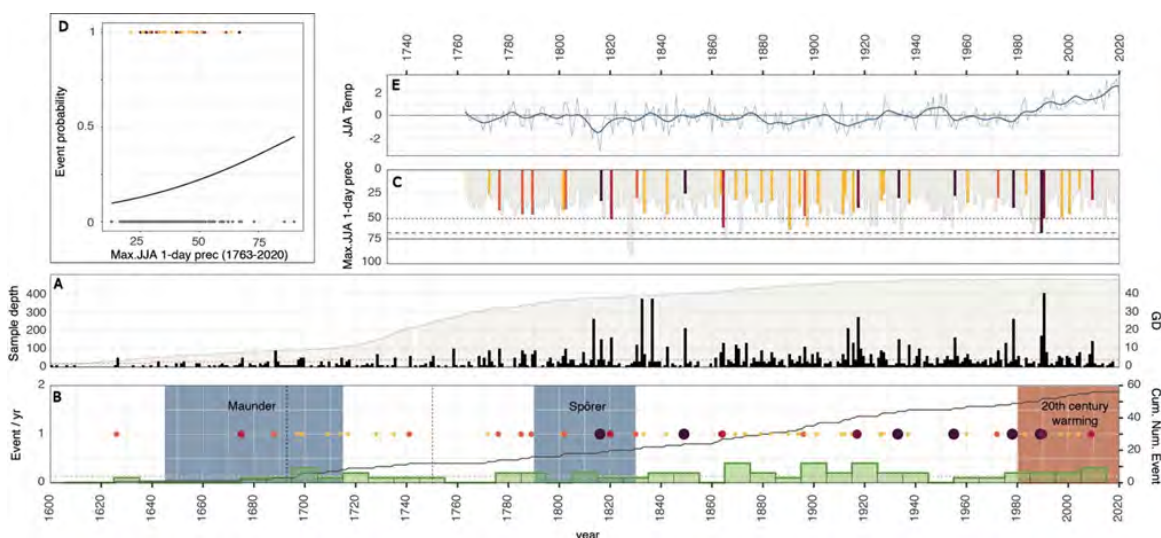 D
Event probability
1
0.5
0
25 50 75
Max.JJA 1-day prec (1763-2020)
1740 1760 1780 1800 1820 1840 1860 1880 1900 1920 1940 1960 1980 2000 2020
E
JJA Temp
2
0
-2
C
Max.JJA 1-day prec
0
25
50
75
100
A
Sample depth
400
300
200
100
0
40
30
20
10
0
GD
B
Event / yr
2
1
0
Maunder
Spörer
20th century
warming
60
40
20
0
Cum. Num. Event
1600 1620 1640 1660 1680 1700 1720 1740 1760 1780 1800 1820 1840 1860 1880 1900 1920 1940 1960 1980 2000 2020
year